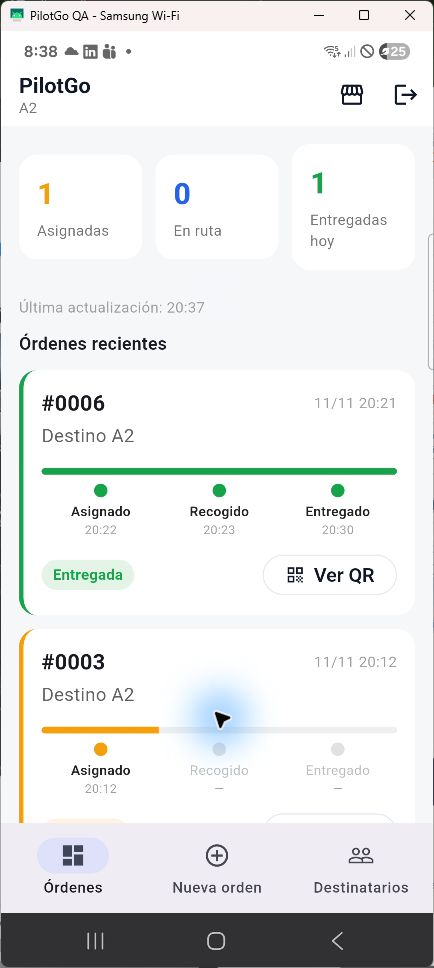 PilotGo QA - Samsung Wi-Fi
8:38
25
PilotGo
A2
1
Asignadas
0
En ruta
1
Entregadas
hoy
Última actualización: 20:37
Órdenes recientes
#0006
11/11 20:21
Destino A2
Asignado
Recogido
Entregado
20:22
20:23
20:30
Entregada
Ver QR
#0003
11/11 20:12
Destino A2
Asignado
Recogido
Entregado
20:12
–
–
Órdenes
Nueva orden
Destinatarios